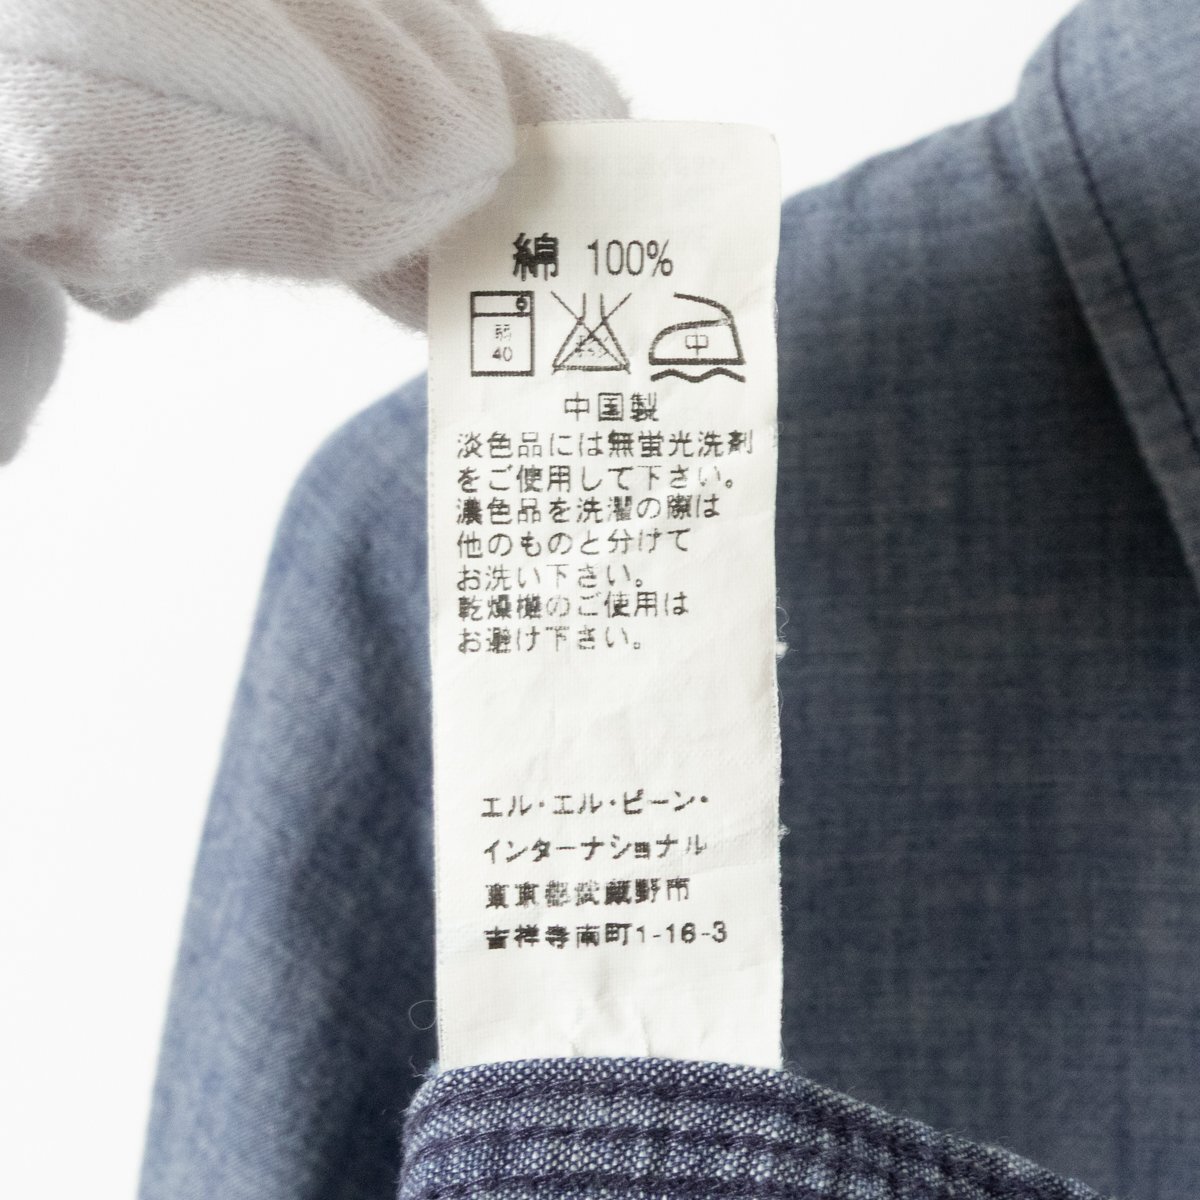 綿 100%
弱
40
中
中国製
淡色品には無蛍光洗剤
をご使用して下さい。
濃色品を洗濯の際は
他のものと分けて
お洗い下さい。
乾燥機のご使用は
お避け下さい。
エル・エル・ビーン・
インターナショナル
東京都武蔵野市
吉祥寺南町1-16-3